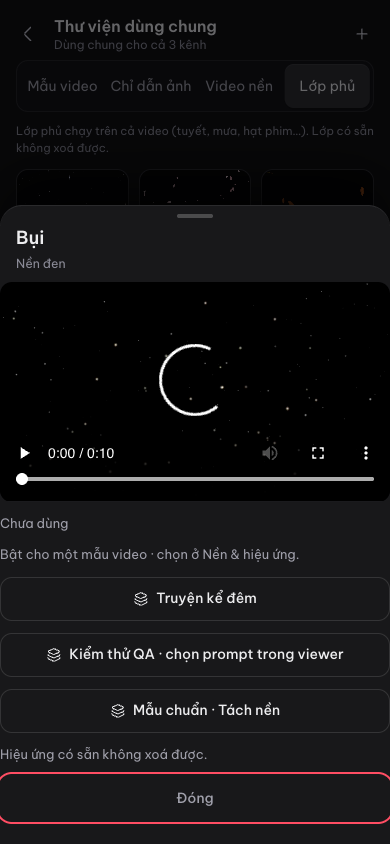 Thư viện dùng chung
Dùng chung cho cả 3 kênh
Mẫu video Chỉ dẫn ảnh Video nền Lớp phủ
Lớp phủ chạy trên cả video (tuyết, mưa, hạt phim…). Lớp có sẵn
không xoá được.
Bụi
Nền đen
0:00 / 0:10
Chưa dùng
Bật cho một mẫu video · chọn ở Nền & hiệu ứng.
Truyện kể đêm
Kiểm thử QA · chọn prompt trong viewer
Mẫu chuẩn · Tách nền
Hiệu ứng có sẵn không xoá được.
Đóng